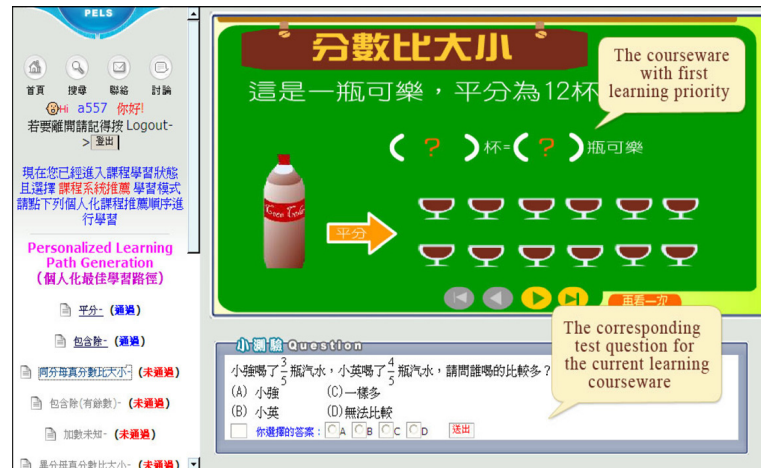 PELS
首頁 搜尋 聯絡 討論
Hi a557 你好!
若要離開請記得按 Logout-
> 登出
現在您已經進入課程學習狀態
且選擇 課程系統推薦 學習模式
請點下列個人化課程推薦順序進
行學習
Personalized Learning
Path Generation
(個人化最佳學習路徑)
平分- (通過)
包含除- (通過)
同分母真分數比大小- (未通過)
包含除(有餘數)- (未通過)
加數未知- (未通過)
異分母真分數比大小- (未通過)
分數比大小
這是一瓶可樂，平分為12杯
( ? )杯=( ? )瓶可樂
平分
再看一次
The courseware
with first
learning priority
小測驗 Question
小強喝了3/5瓶汽水，小英喝了4/5瓶汽水，請問誰喝的比較多?
(A) 小強 (C)一樣多
(B) 小英 (D)無法比較
你選擇的答案: A B C D 送出
The corresponding
test question for
the current learning
courseware